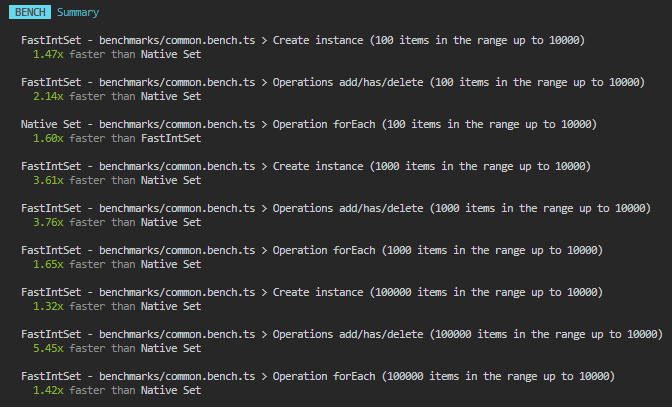 BENCH Summary
FastIntSet - benchmarks/common.bench.ts > Create instance (100 items in the range up to 10000)
1.47x faster than Native Set
FastIntSet - benchmarks/common.bench.ts > Operations add/has/delete (100 items in the range up to 10000)
2.14x faster than Native Set
Native Set - benchmarks/common.bench.ts > Operation forEach (100 items in the range up to 10000)
1.60x faster than FastIntSet
FastIntSet - benchmarks/common.bench.ts > Create instance (1000 items in the range up to 10000)
3.61x faster than Native Set
FastIntSet - benchmarks/common.bench.ts > Operations add/has/delete (1000 items in the range up to 10000)
3.76x faster than Native Set
FastIntSet - benchmarks/common.bench.ts > Operation forEach (1000 items in the range up to 10000)
1.65x faster than Native Set
FastIntSet - benchmarks/common.bench.ts > Create instance (100000 items in the range up to 10000)
1.32x faster than Native Set
FastIntSet - benchmarks/common.bench.ts > Operations add/has/delete (100000 items in the range up to 10000)
5.45x faster than Native Set
FastIntSet - benchmarks/common.bench.ts > Operation forEach (100000 items in the range up to 10000)
1.42x faster than Native Set